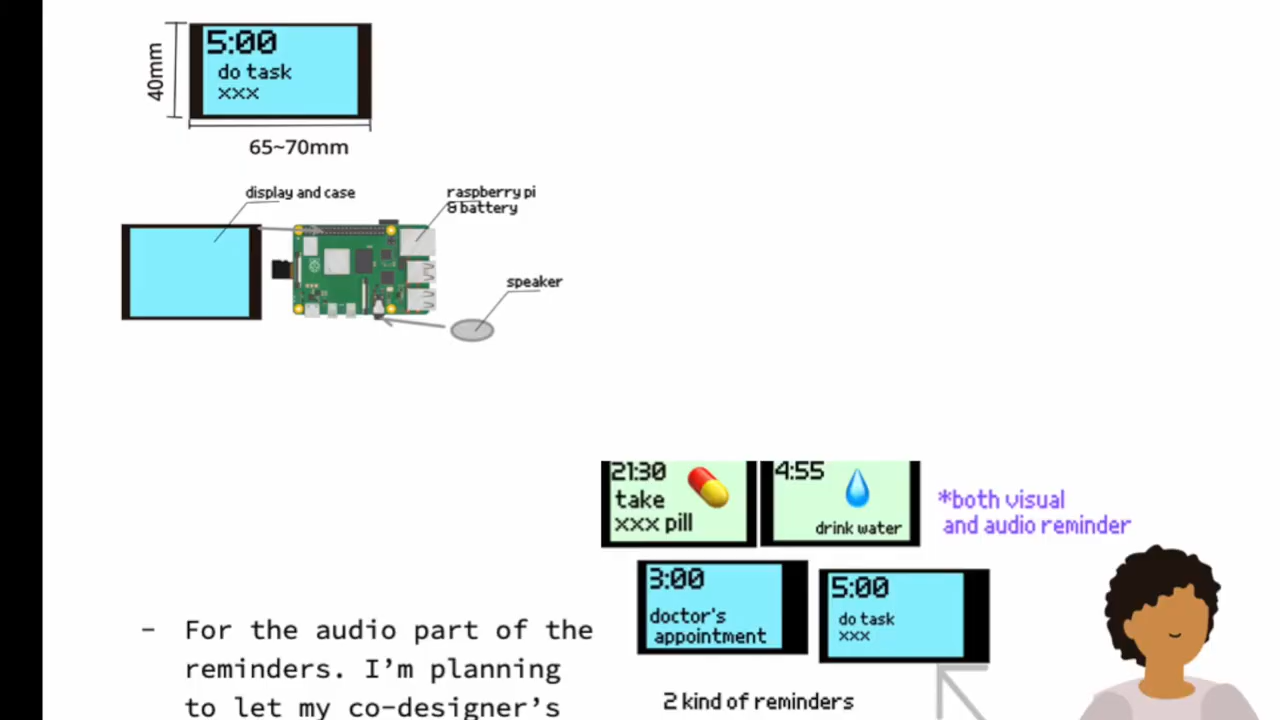 5:00
do task
xxx
40mm
65~70mm
display and case
raspberry pi
& battery
speaker
21:30
take
xxx pill
4:55
drink water
*both visual
and audio reminder
3:00
doctor's
appointment
5:00
do task
xxx
- For the audio part of the
reminders. I'm planning
to let my co-designer's
2 kind of reminders